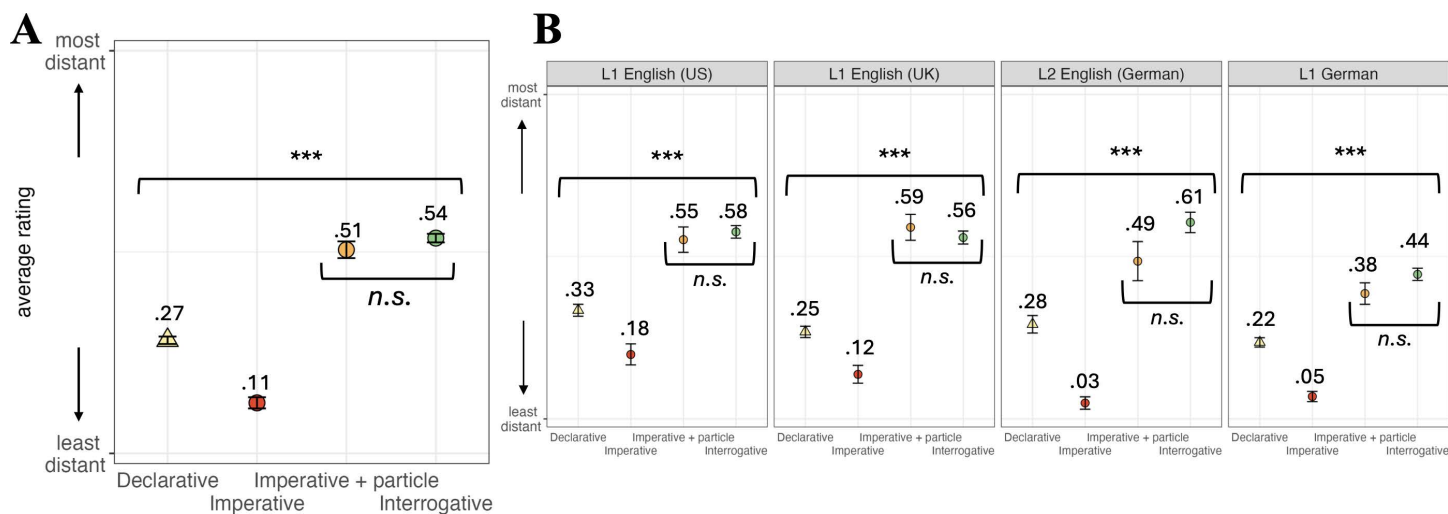 A
most
distant
average rating
least
distant
***
.27
.11
.51
.54
n.s.
Declarative
Imperative
Imperative + particle
Interrogative
B
most
distant
least
distant
L1 English (US)
***
.33
.18
.55
.58
n.s.
Declarative
Imperative
Imperative + particle
Interrogative
L1 English (UK)
***
.25
.12
.59
.56
n.s.
Declarative
Imperative
Imperative + particle
Interrogative
L2 English (German)
***
.28
.03
.49
.61
n.s.
Declarative
Imperative
Imperative + particle
Interrogative
L1 German
***
.22
.05
.38
.44
n.s.
Declarative
Imperative
Imperative + particle
Interrogative